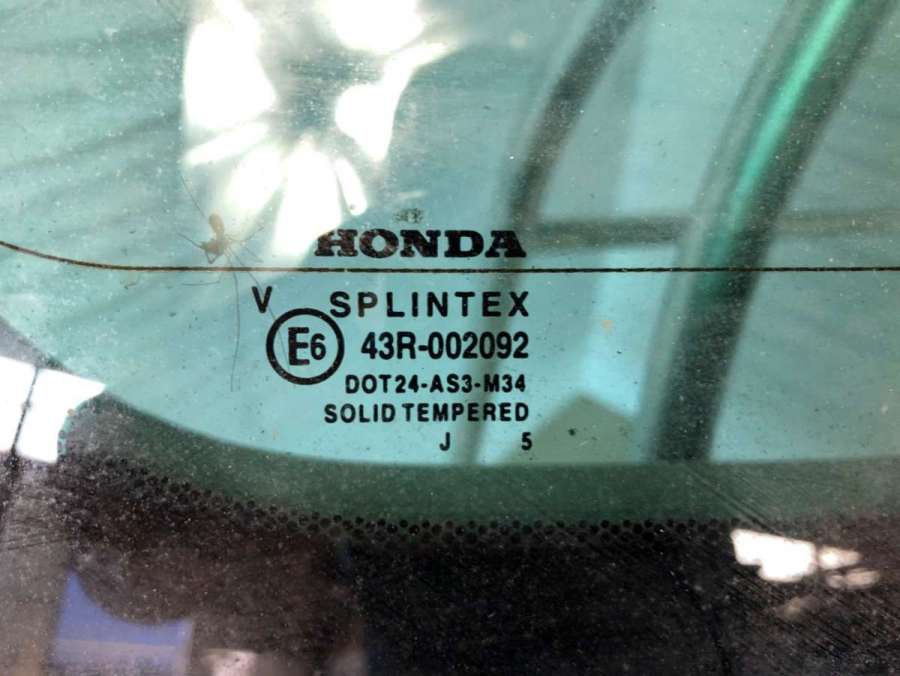 HONDA
V SPLINTEX
E6 43R-002092
DOT24-AS3-M34
SOLID TEMPERED
J 5